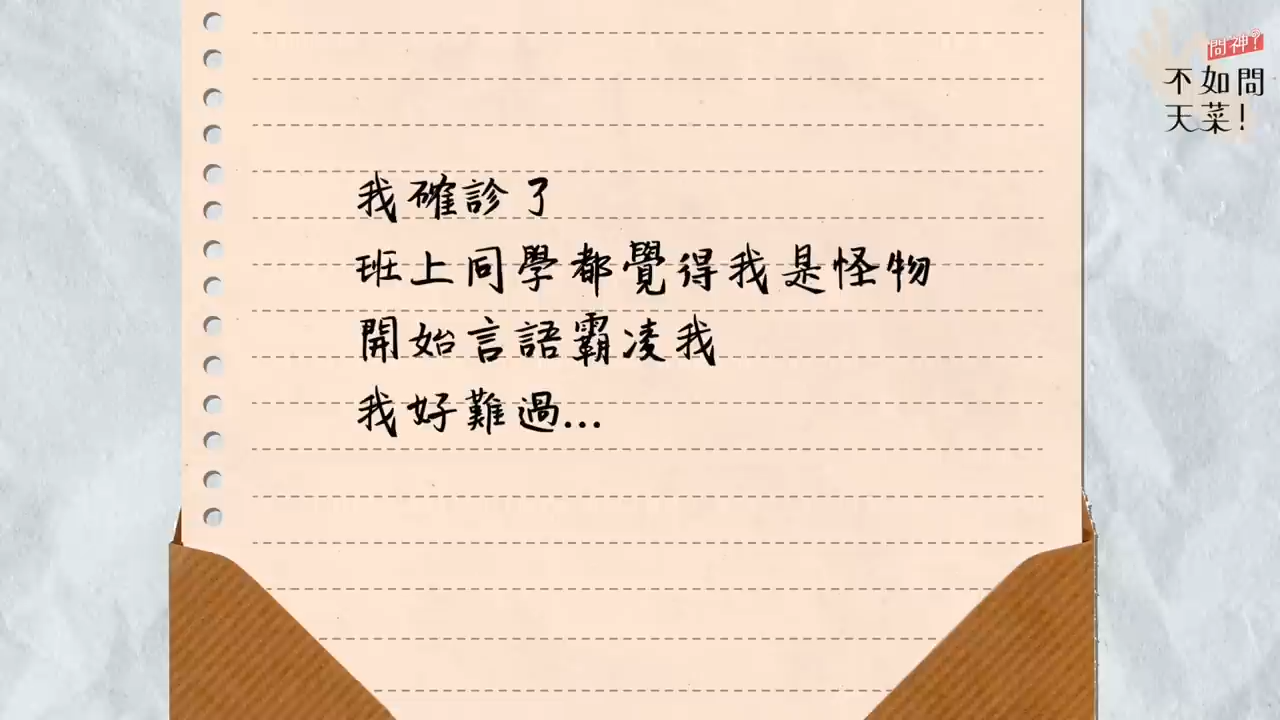 問神?
不如問
天菜!
我確診了
班上同學都覺得我是怪物
開始言語霸凌我
我好難過...